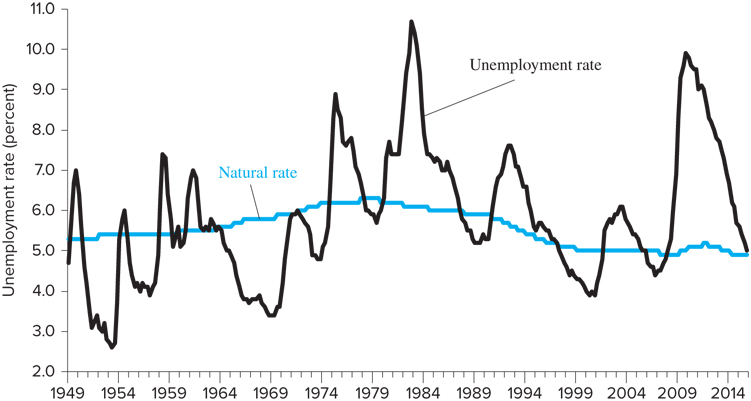 11.0
10.0
Unemployment rate
9.0
8.0
Natural rate
7.0
6.0
5.0
4.0
3.0
2.0
Unemployment rate (percent)
1949 1954 1959 1964 1969 1974 1979 1984 1989 1994 1999 2004 2009 2014